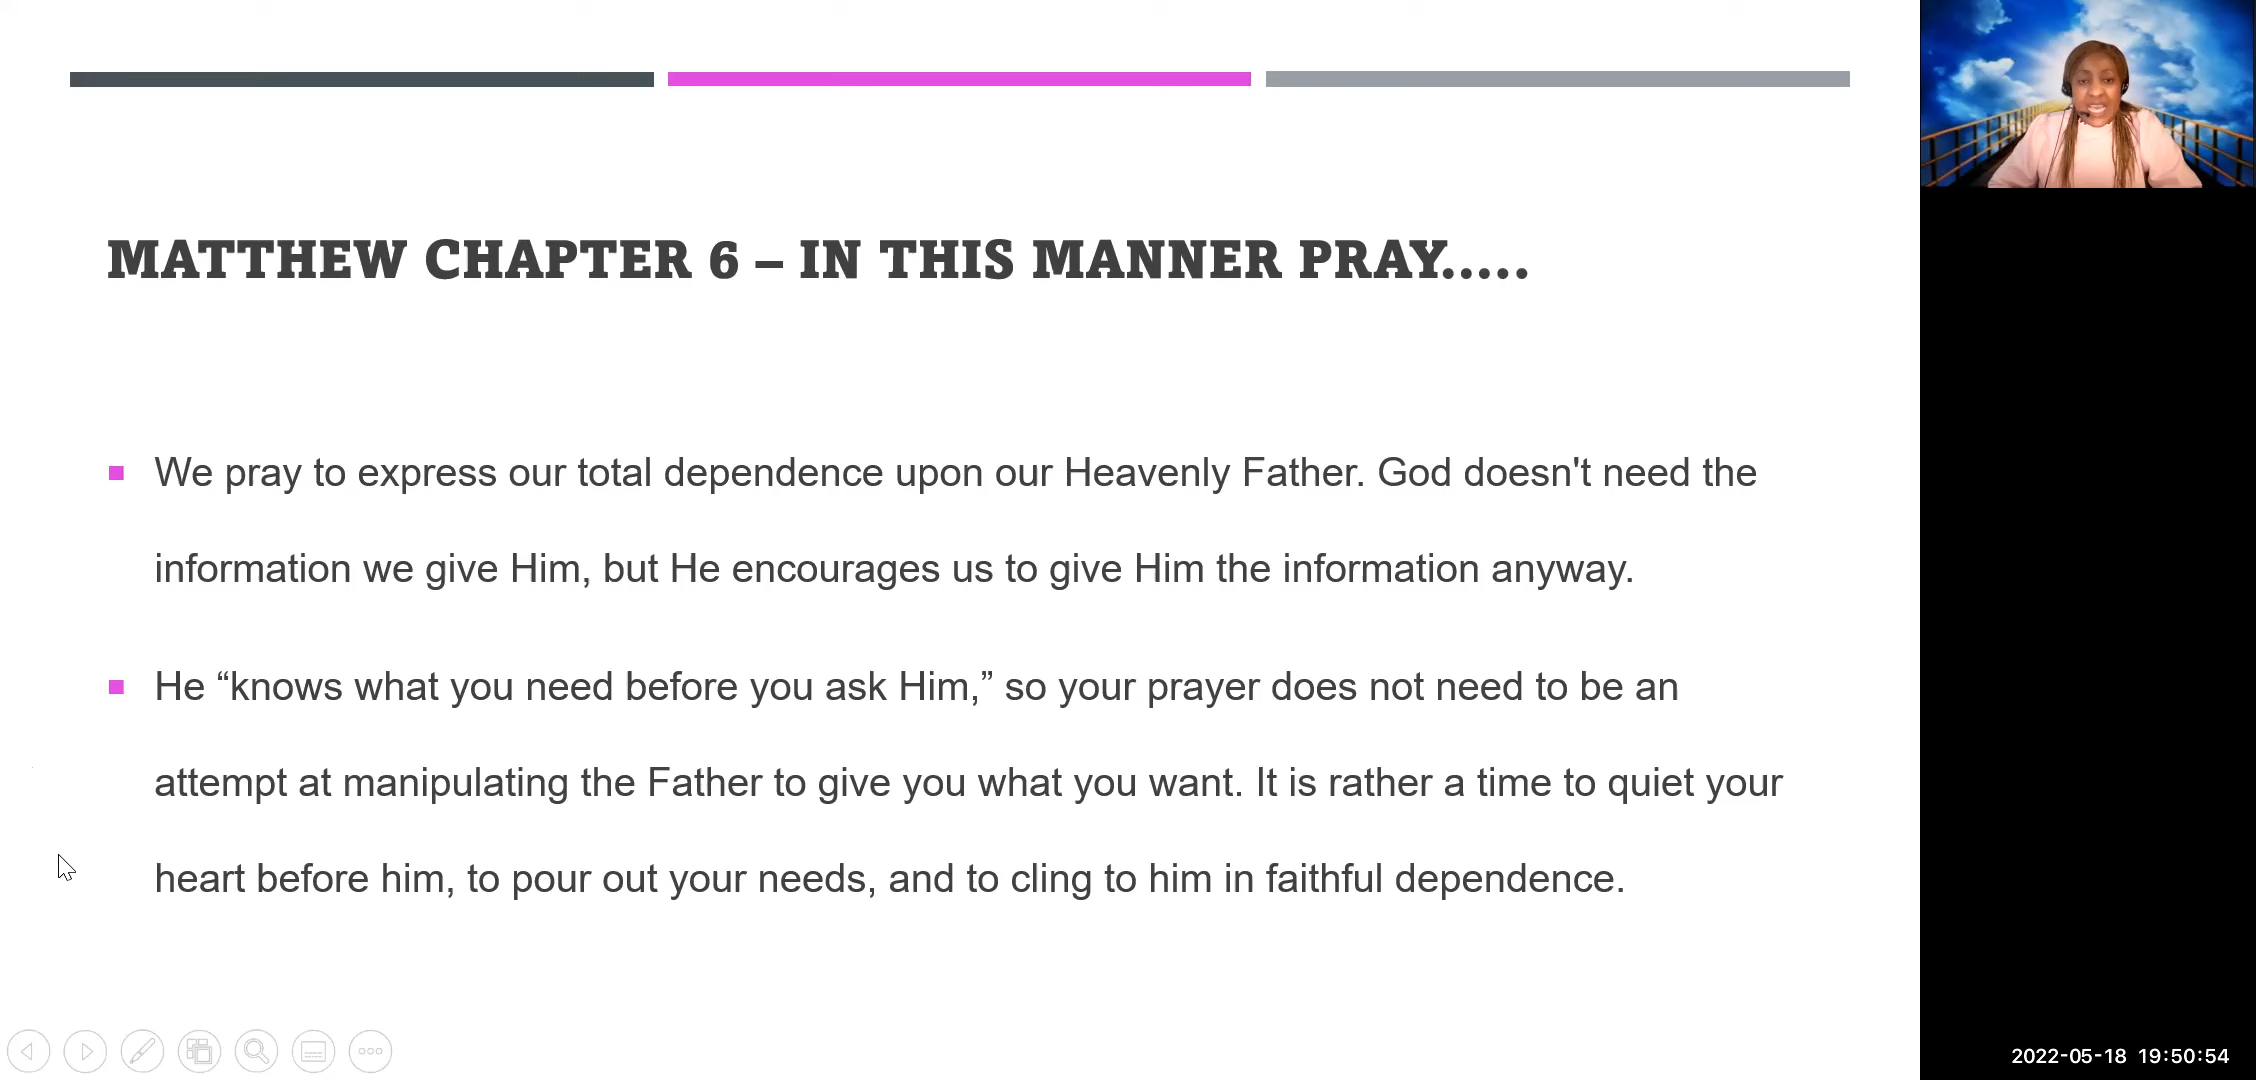 MATTHEW CHAPTER 6 – IN THIS MANNER PRAY.....
We pray to express our total dependence upon our Heavenly Father. God doesn't need the
information we give Him, but He encourages us to give Him the information anyway.
He “knows what you need before you ask Him,” so your prayer does not need to be an
attempt at manipulating the Father to give you what you want. It is rather a time to quiet your
heart before him, to pour out your needs, and to cling to him in faithful dependence.
2022-05-18 19:50:54